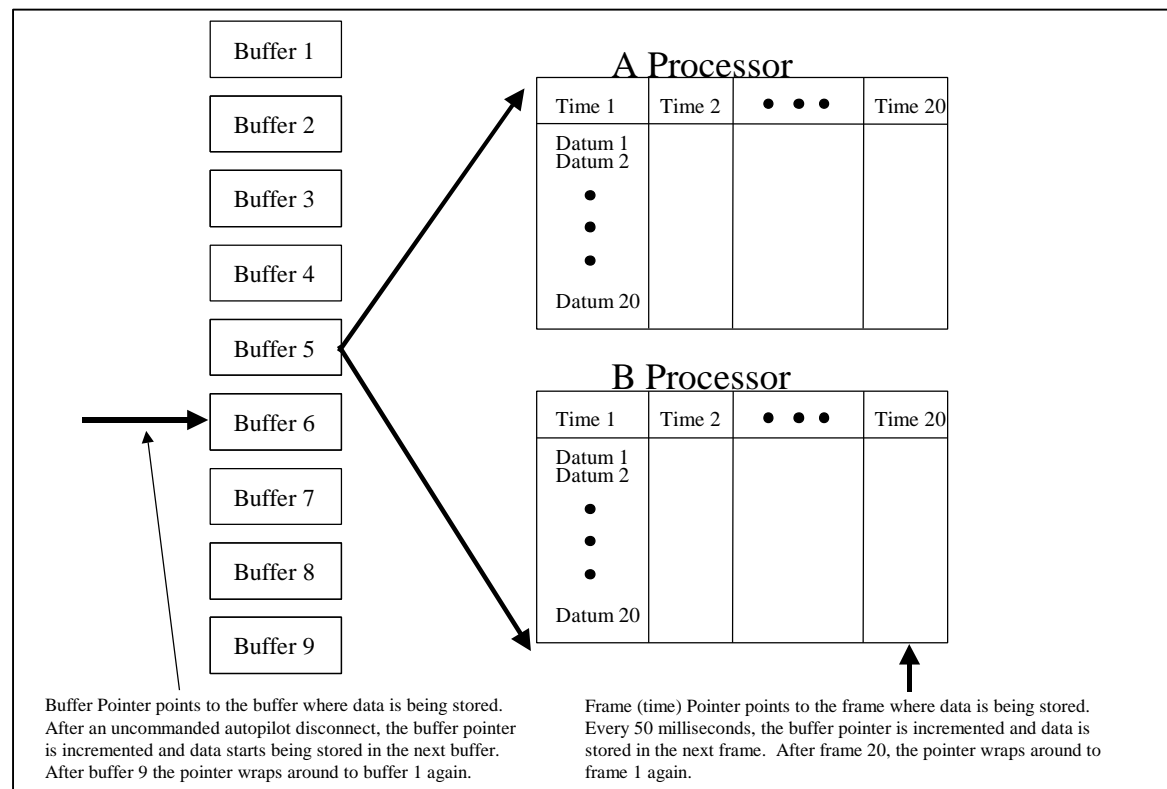 Buffer 1
Buffer 2
Buffer 3
Buffer 4
Buffer 5
Buffer 6
Buffer 7
Buffer 8
Buffer 9
A Processor
Time 1 Time 2 • • • Time 20
Datum 1
Datum 2
•
•
•
Datum 20
B Processor
Time 1 Time 2 • • • Time 20
Datum 1
Datum 2
•
•
•
Datum 20
Buffer Pointer points to the buffer where data is being stored.
After an uncommanded autopilot disconnect, the buffer pointer
is incremented and data starts being stored in the next buffer.
After buffer 9 the pointer wraps around to buffer 1 again.
Frame (time) Pointer points to the frame where data is being stored.
Every 50 milliseconds, the buffer pointer is incremented and data is
stored in the next frame.  After frame 20, the pointer wraps around to
frame 1 again.